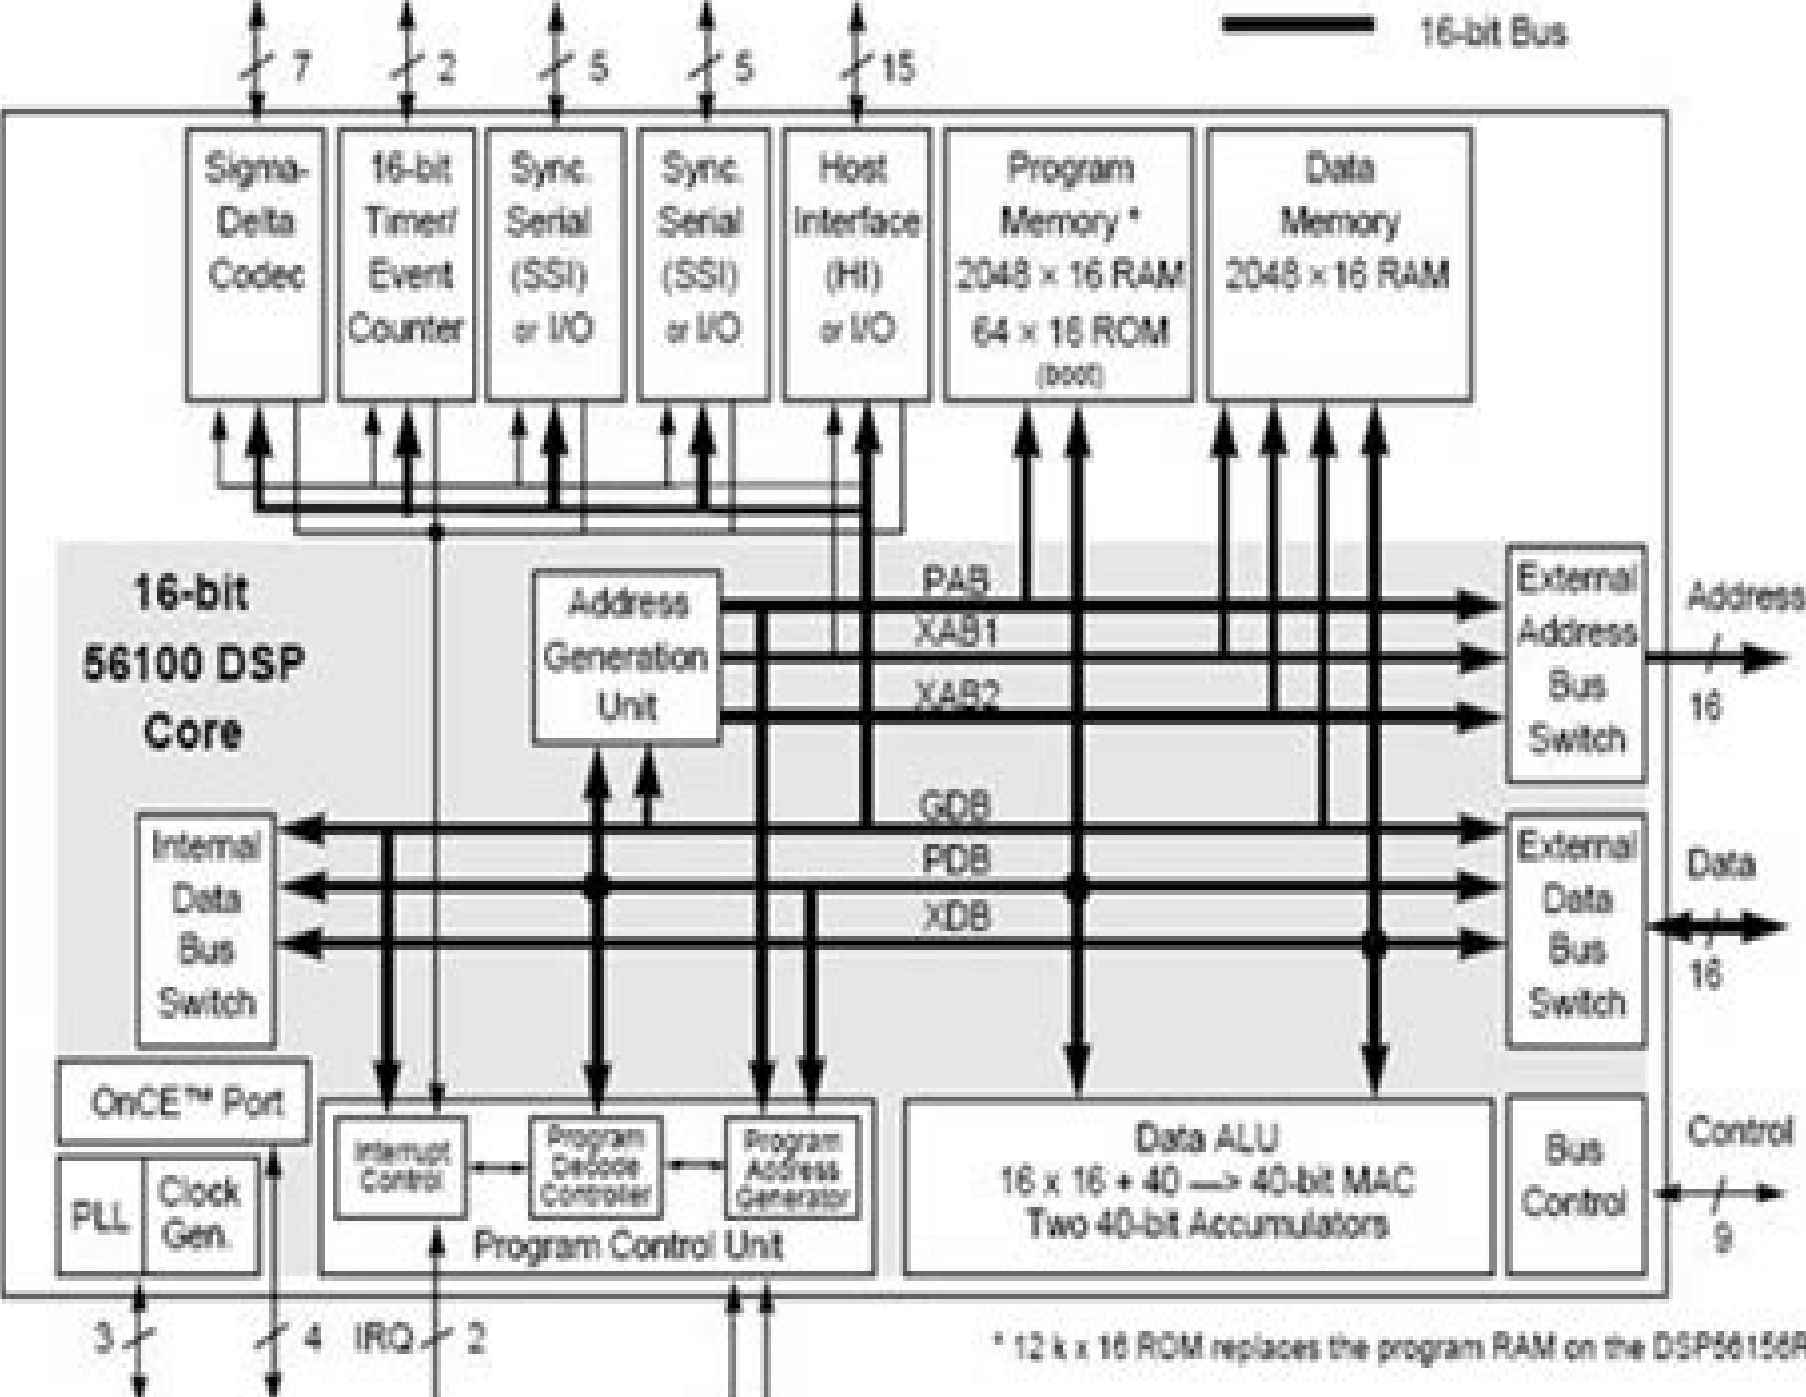 16-bit Bus
7
2
5
5
15
Sigma-
Delta
Codec
16-bit
Timer/
Event
Counter
Sync.
Serial
(SSI)
or I/O
Sync.
Serial
(SSI)
or I/O
Host
Interface
(HI)
or I/O
Program
Memory *
2048 × 16 RAM
64 × 16 ROM
(boot)
Data
Memory
2048 × 16 RAM
16-bit
56100 DSP
Core
Address
Generation
Unit
PAB
XAB1
XAB2
External
Address
Bus
Switch
Address
16
Internal
Data
Bus
Switch
GDB
PDB
XDB
External
Data
Bus
Switch
Data
16
OnCE™ Port
PLL
Clock
Gen.
Interrupt
Control
Program
Decode
Controller
Program
Address
Generator
Program Control Unit
Data ALU
16 x 16 + 40 —> 40-bit MAC
Two 40-bit Accumulators
Bus
Control
Control
9
3
4
IRQ
2
* 12 k x 16 ROM replaces the program RAM on the DSP56156R